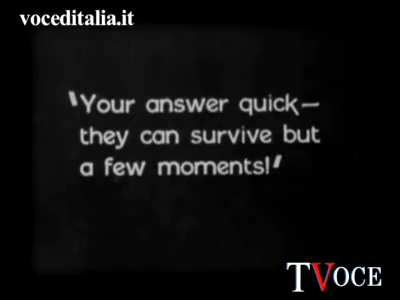 voceditalia.it
"Your answer quick—
they can survive but
a few moments!"
TVOCE